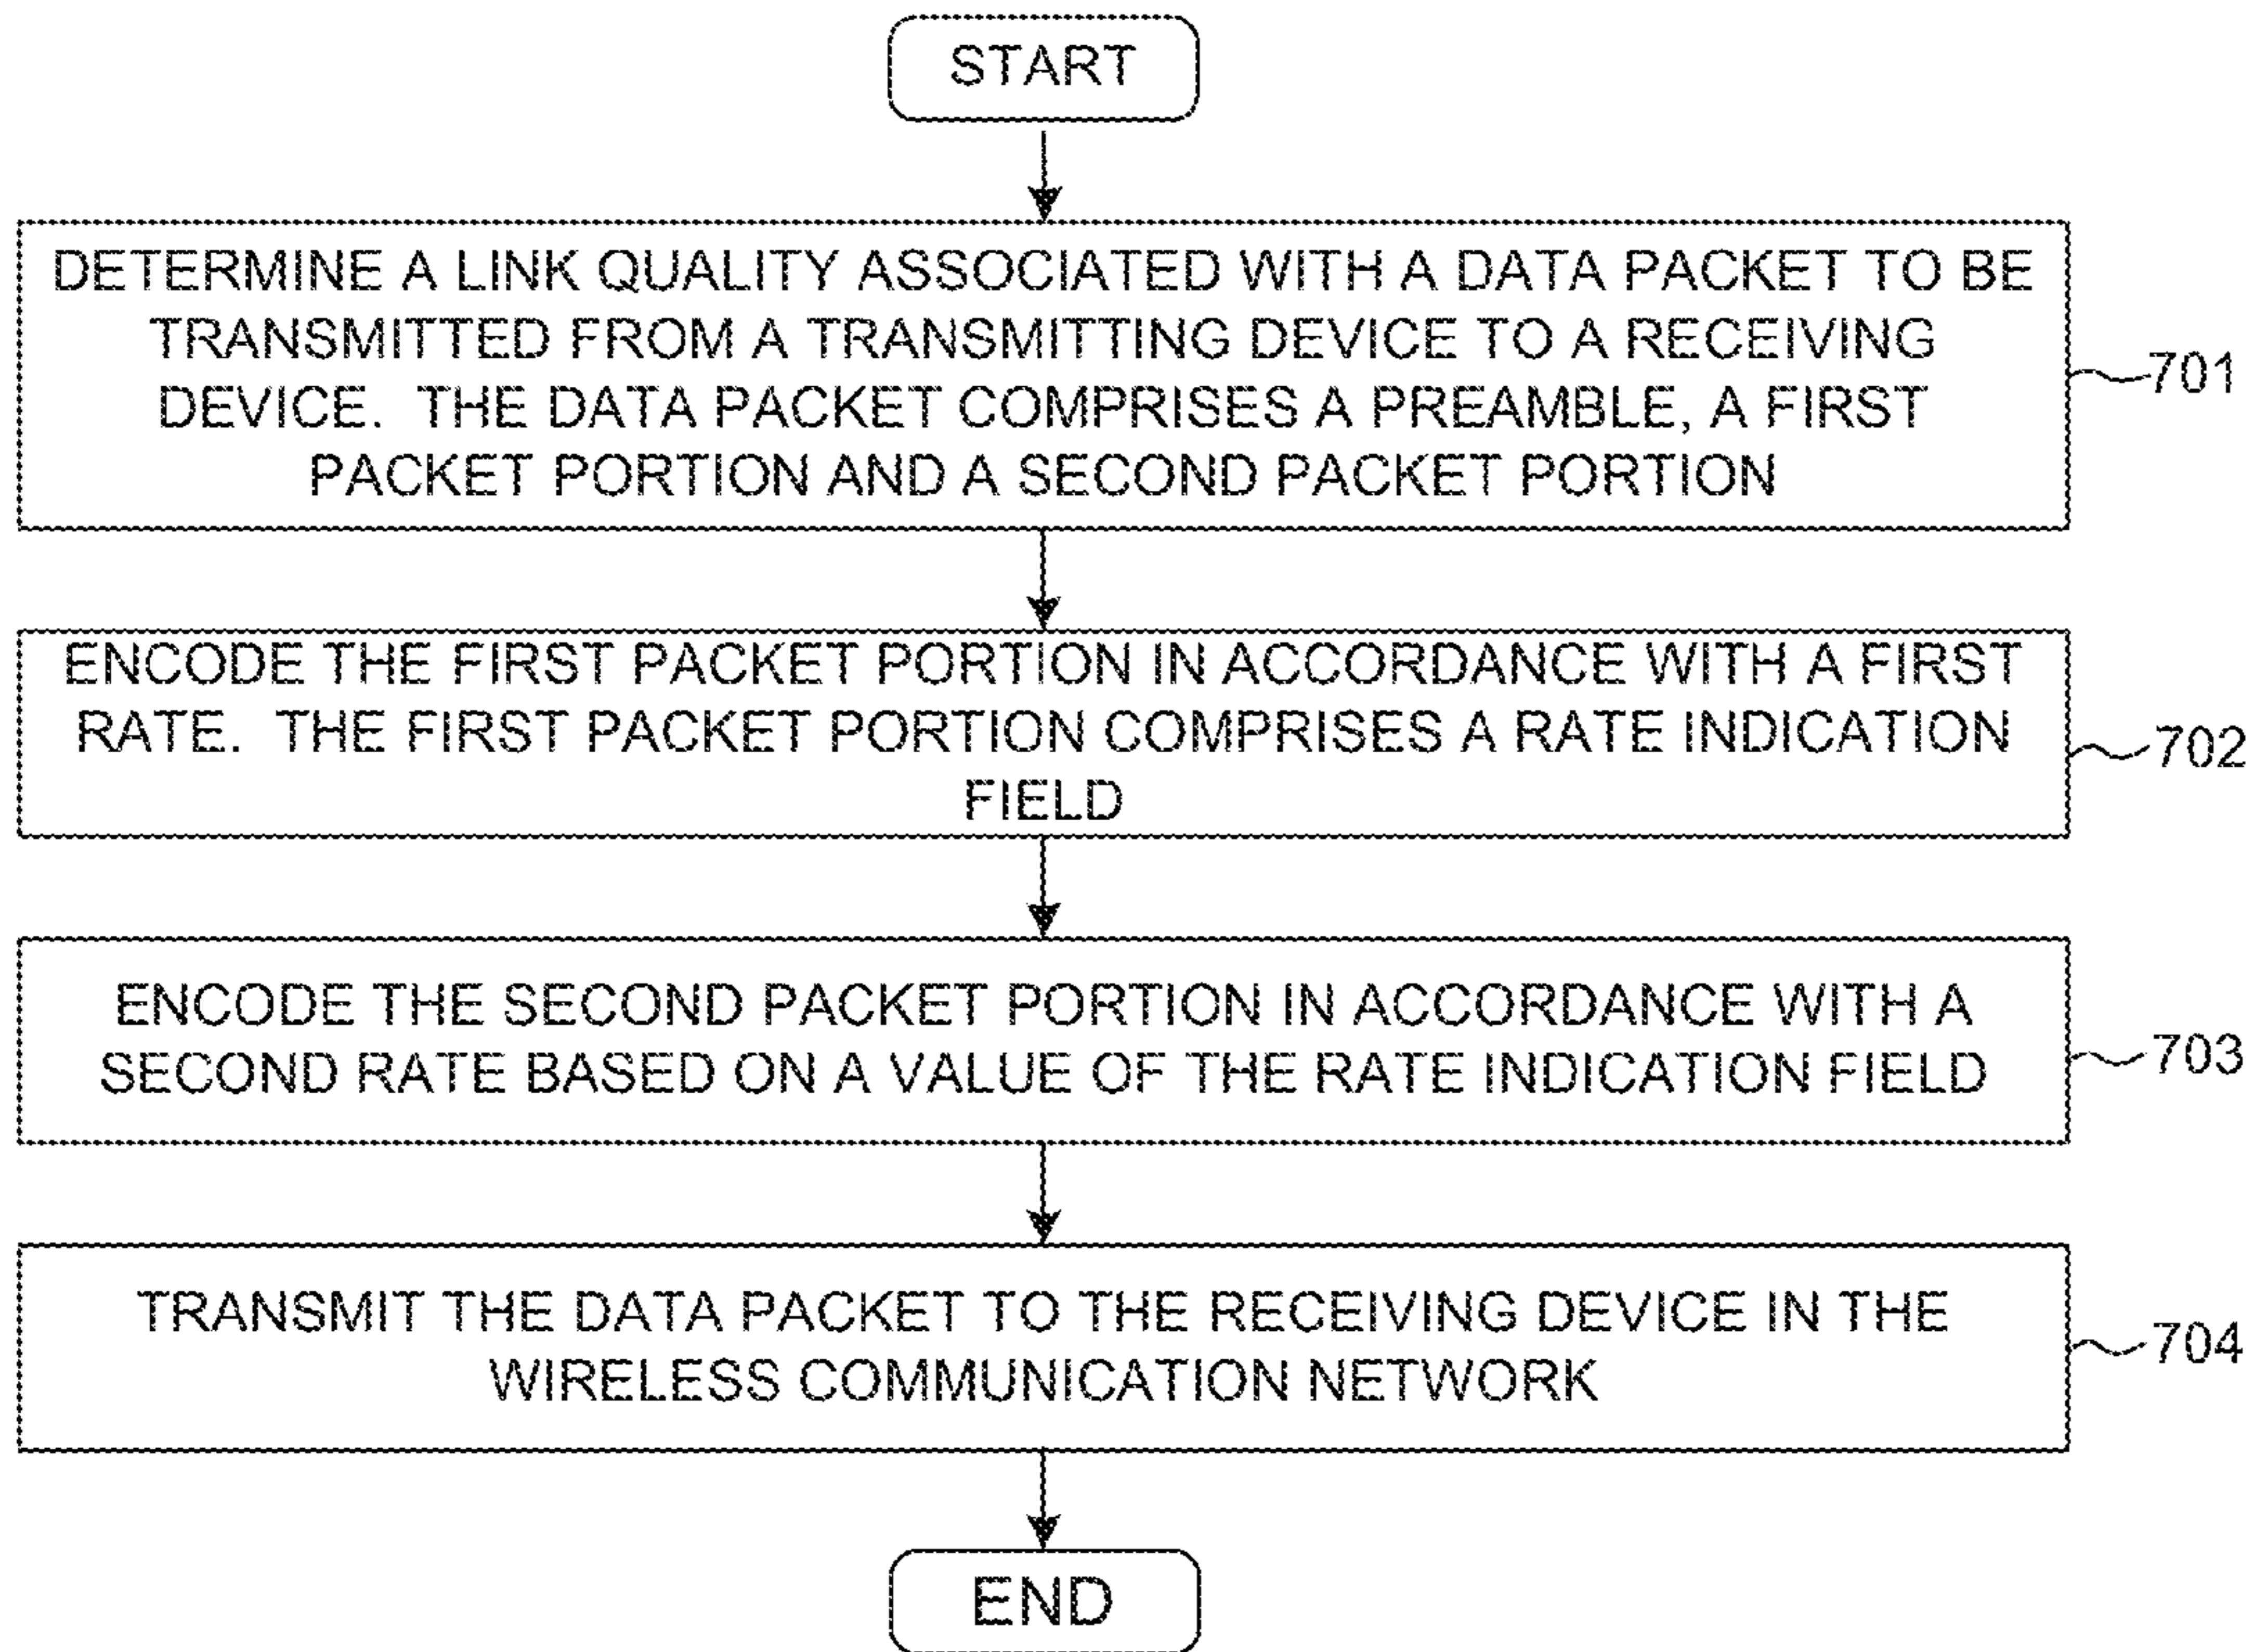 START
DETERMINE A LINK QUALITY ASSOCIATED WITH A DATA PACKET TO BE
TRANSMITTED FROM A TRANSMITTING DEVICE TO A RECEIVING
DEVICE. THE DATA PACKET COMPRISES A PREAMBLE, A FIRST
PACKET PORTION AND A SECOND PACKET PORTION
701
ENCODE THE FIRST PACKET PORTION IN ACCORDANCE WITH A FIRST
RATE. THE FIRST PACKET PORTION COMPRISES A RATE INDICATION
FIELD
702
ENCODE THE SECOND PACKET PORTION IN ACCORDANCE WITH A
SECOND RATE BASED ON A VALUE OF THE RATE INDICATION FIELD
703
TRANSMIT THE DATA PACKET TO THE RECEIVING DEVICE IN THE
WIRELESS COMMUNICATION NETWORK
704
END